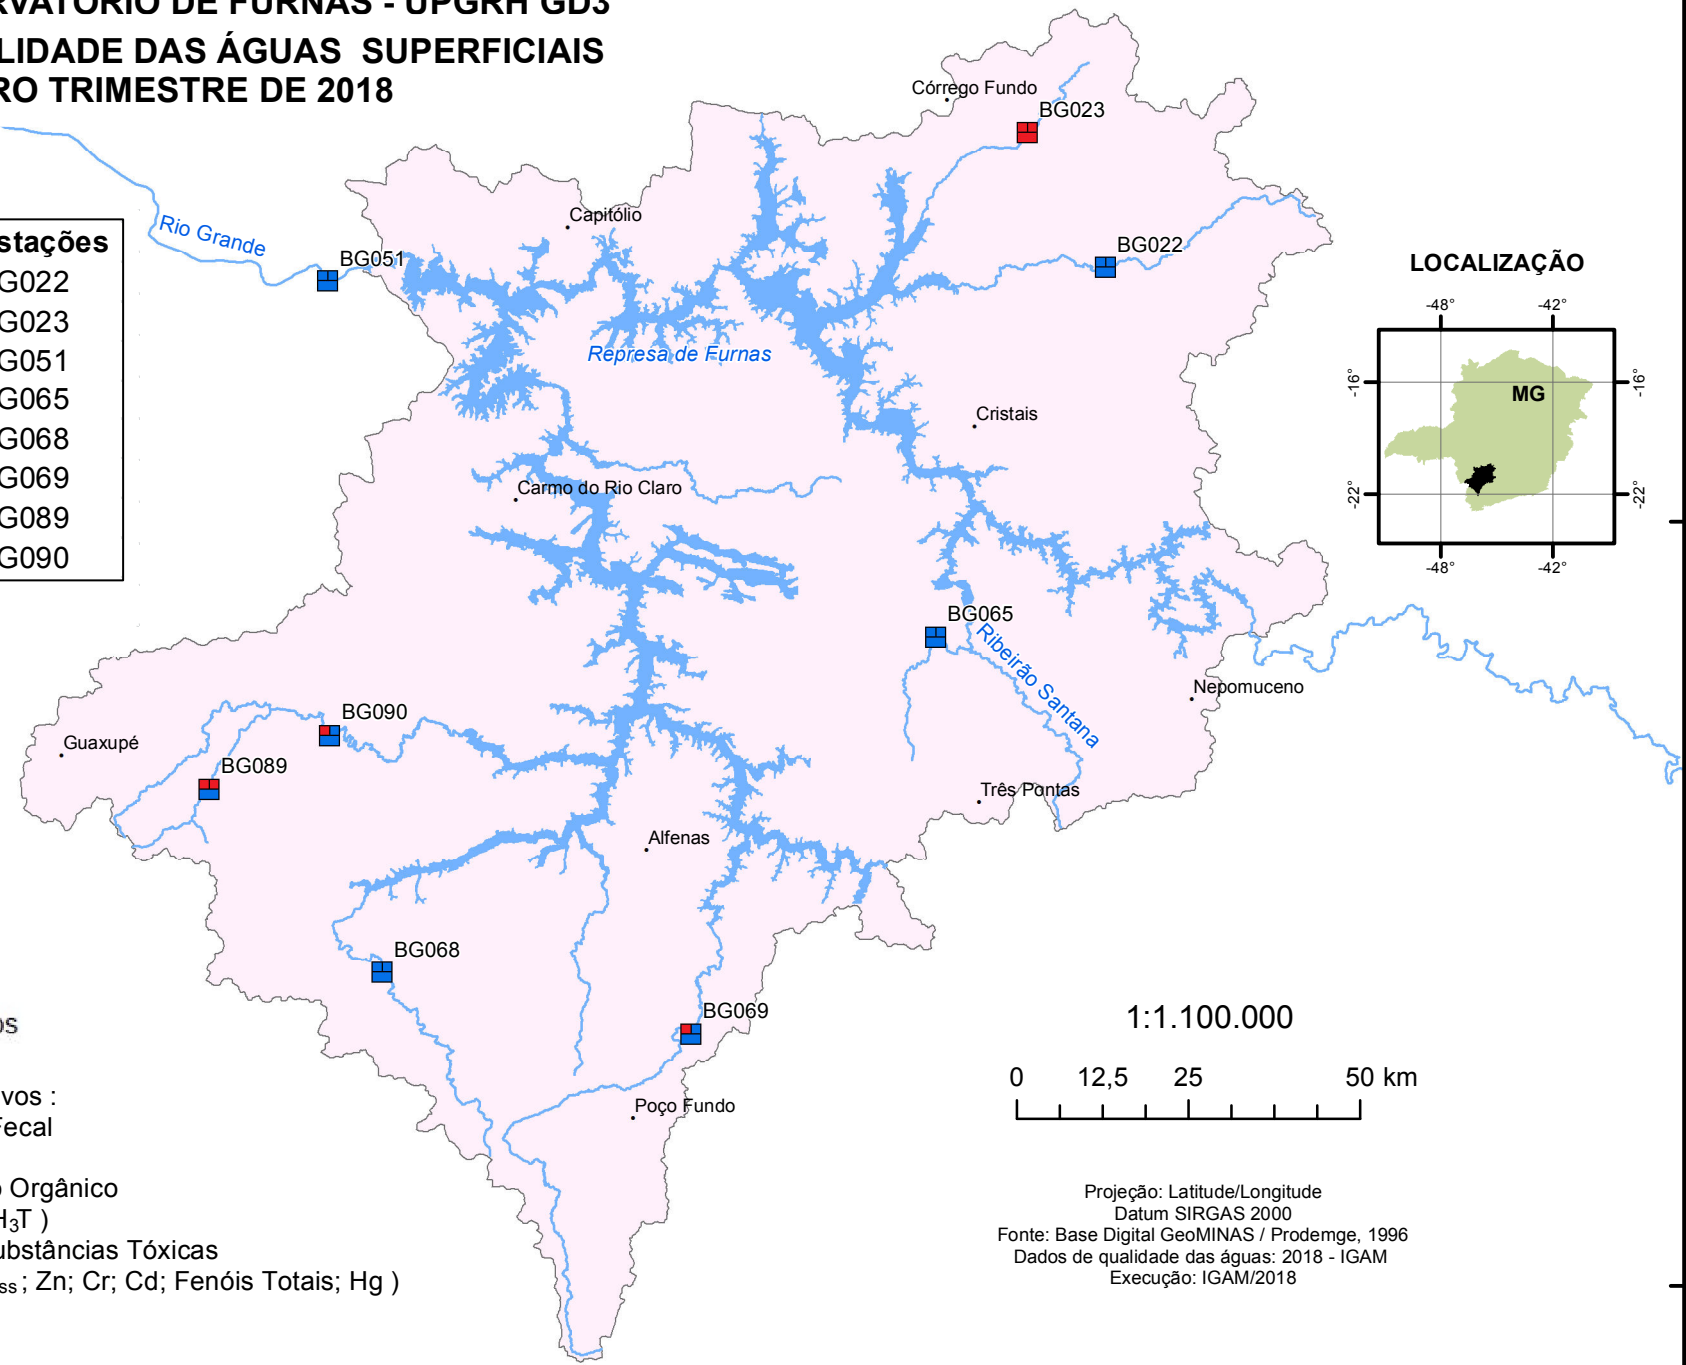 RVATÓRIO DE FURNAS - UPGRH GD3
LIDADE DAS ÁGUAS SUPERFICIAIS
RO TRIMESTRE DE 2018
stações
G022
G023
G051
G065
G068
G069
G089
G090
Córrego Fundo
BG023
Rio Grande
Capitólio
BG051
BG022
Represa de Furnas
Cristais
Carmo do Rio Claro
BG065
Ribeirão Santana
Nepomuceno
BG090
Guaxupé
BG089
Três Pontas
Alfenas
BG068
BG069
Poço Fundo
LOCALIZAÇÃO
-48° -42°
-16° -16°
MG
-22° -22°
-48° -42°
os
vos :
Fecal
o Orgânico
H₃T )
ubstâncias Tóxicas
ss ; Zn; Cr; Cd; Fenóis Totais; Hg )
1:1.100.000
0 12,5 25 50 km
Projeção: Latitude/Longitude
Datum SIRGAS 2000
Fonte: Base Digital GeoMINAS / Prodemge, 1996
Dados de qualidade das águas: 2018 - IGAM
Execução: IGAM/2018